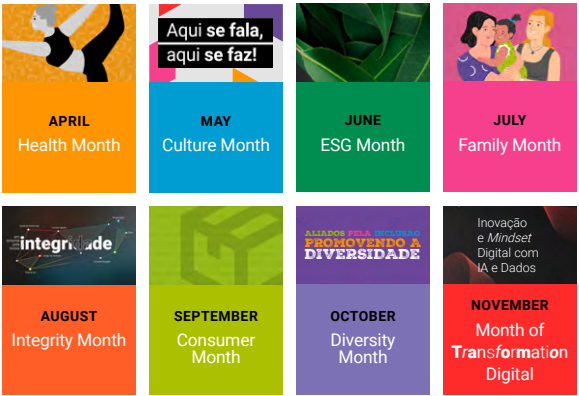 Aqui se fala,
aqui se faz!
APRIL
Health Month
MAY
Culture Month
JUNE
ESG Month
JULY
Family Month
integridade
ALIADOS PELA INCLUSÃO
PROMOVENDO A
DIVERSIDADE
Inovação
e Mindset
Digital com
IA e Dados
AUGUST
Integrity Month
SEPTEMBER
Consumer
Month
OCTOBER
Diversity
Month
NOVEMBER
Month of
Transformation
Digital